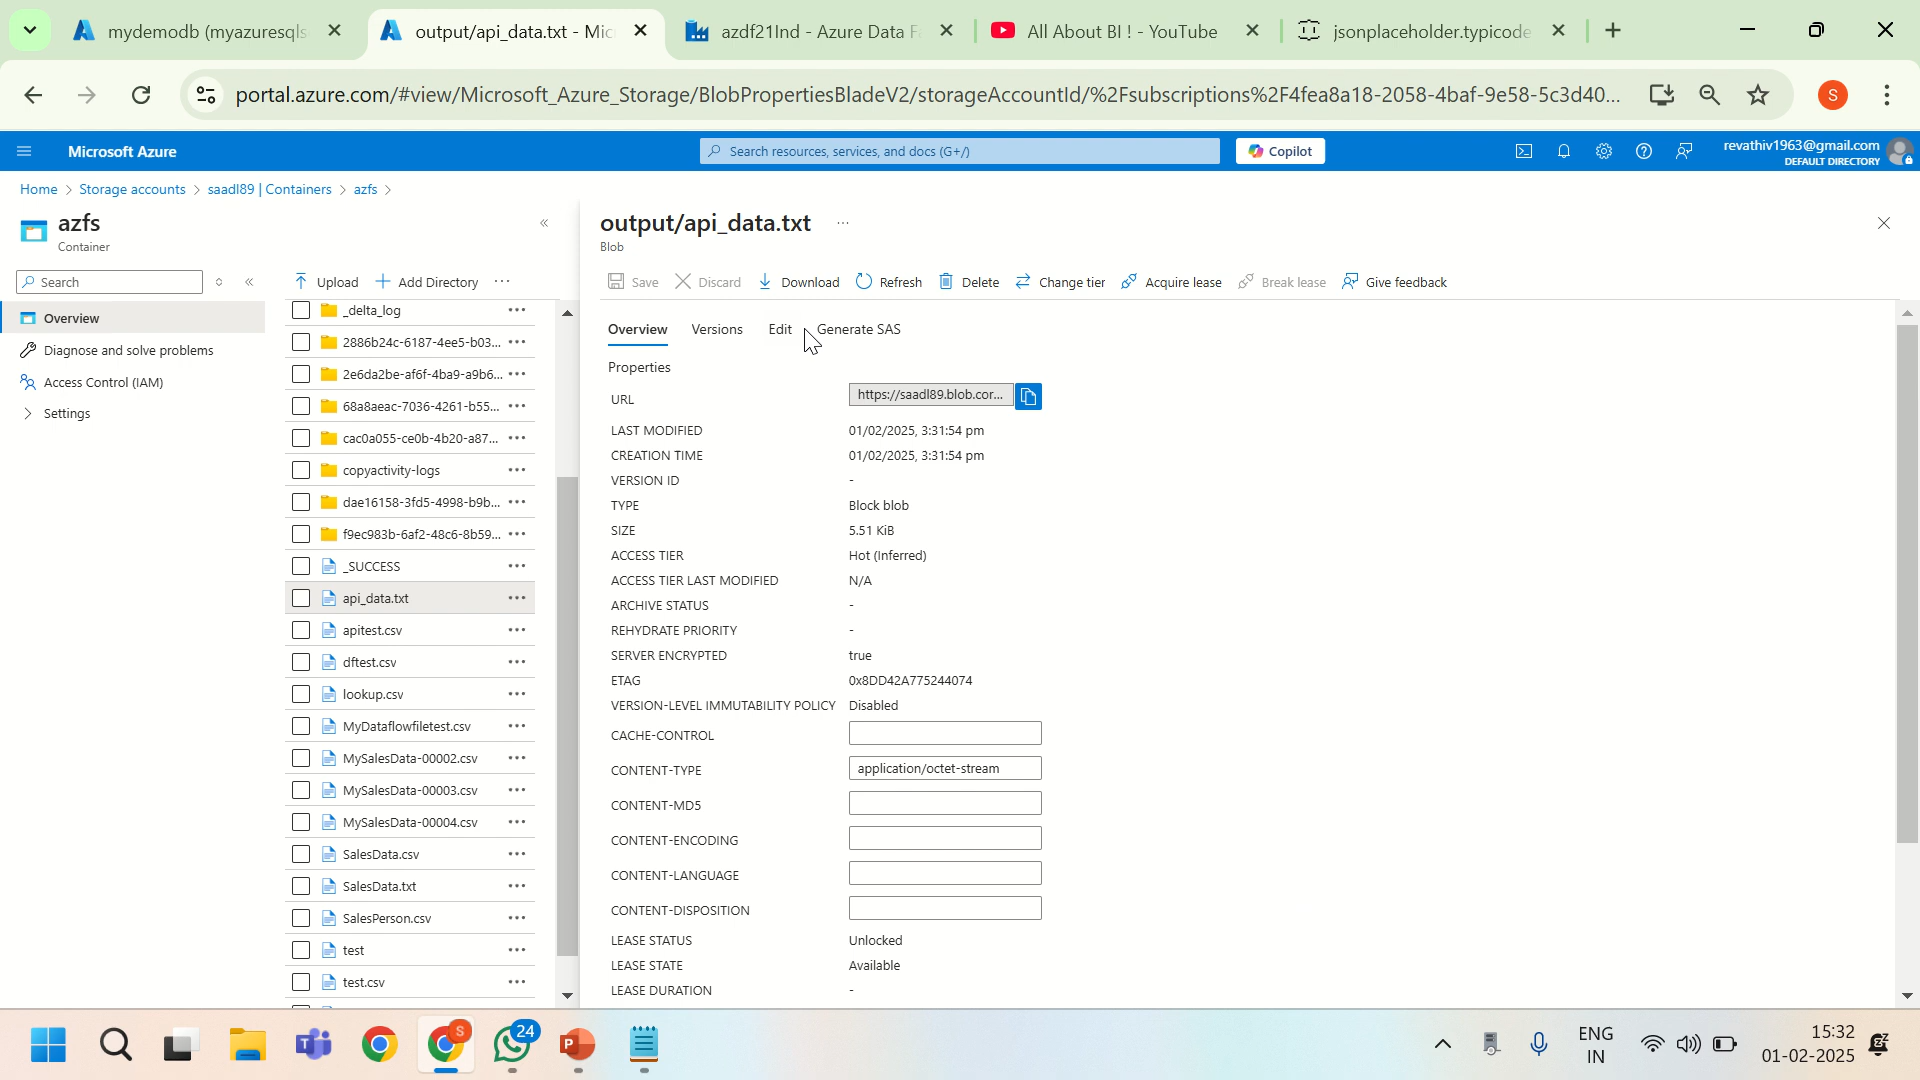 mydemodb (myazuresqls
output/api_data.txt - Mic
azdf21Ind - Azure Data F
All About BI ! - YouTube
jsonplaceholder.typicode
portal.azure.com/#view/Microsoft_Azure_Storage/BlobPropertiesBladeV2/storageAccountId/%2Fsubscriptions%2F4fea8a18-2058-4baf-9e58-5c3d40...
S
Microsoft Azure
Search resources, services, and docs (G+/)
Copilot
revathiv1963@gmail.com
DEFAULT DIRECTORY
Home > Storage accounts > saadl89 | Containers > azfs >
azfs
Container
Search
Overview
Diagnose and solve problems
Access Control (IAM)
Settings
Upload
Add Directory
_delta_log
2886b24c-6187-4ee5-b03...
2e6da2be-af6f-4ba9-a9b6...
68a8aeac-7036-4261-b55...
cac0a055-ce0b-4b20-a87...
copyactivity-logs
dae16158-3fd5-4998-b9b...
f9ec983b-6af2-48c6-8b59...
_SUCCESS
api_data.txt
apitest.csv
dftest.csv
lookup.csv
MyDataflowfiletest.csv
MySalesData-00002.csv
MySalesData-00003.csv
MySalesData-00004.csv
SalesData.csv
SalesData.txt
SalesPerson.csv
test
test.csv
output/api_data.txt
Blob
Save
Discard
Download
Refresh
Delete
Change tier
Acquire lease
Break lease
Give feedback
Overview
Versions
Edit
Generate SAS
Properties
URL https://saadl89.blob.cor...
LAST MODIFIED 01/02/2025, 3:31:54 pm
CREATION TIME 01/02/2025, 3:31:54 pm
VERSION ID -
TYPE Block blob
SIZE 5.51 KiB
ACCESS TIER Hot (Inferred)
ACCESS TIER LAST MODIFIED N/A
ARCHIVE STATUS -
REHYDRATE PRIORITY -
SERVER ENCRYPTED true
ETAG 0x8DD42A775244074
VERSION-LEVEL IMMUTABILITY POLICY Disabled
CACHE-CONTROL
CONTENT-TYPE application/octet-stream
CONTENT-MD5
CONTENT-ENCODING
CONTENT-LANGUAGE
CONTENT-DISPOSITION
LEASE STATUS Unlocked
LEASE STATE Available
LEASE DURATION -
S
24
ENG
IN
15:32
01-02-2025